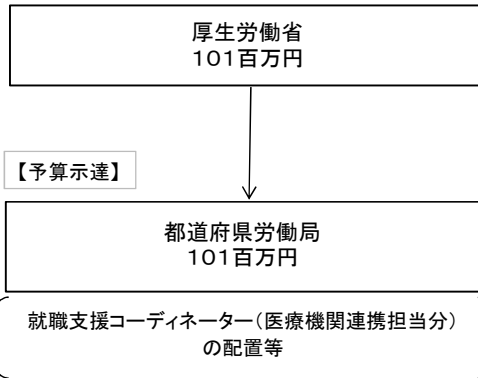 厚生労働省
101百万円
【予算示達】
都道府県労働局
101百万円
就職支援コーディネーター(医療機関連携担当分)
の配置等